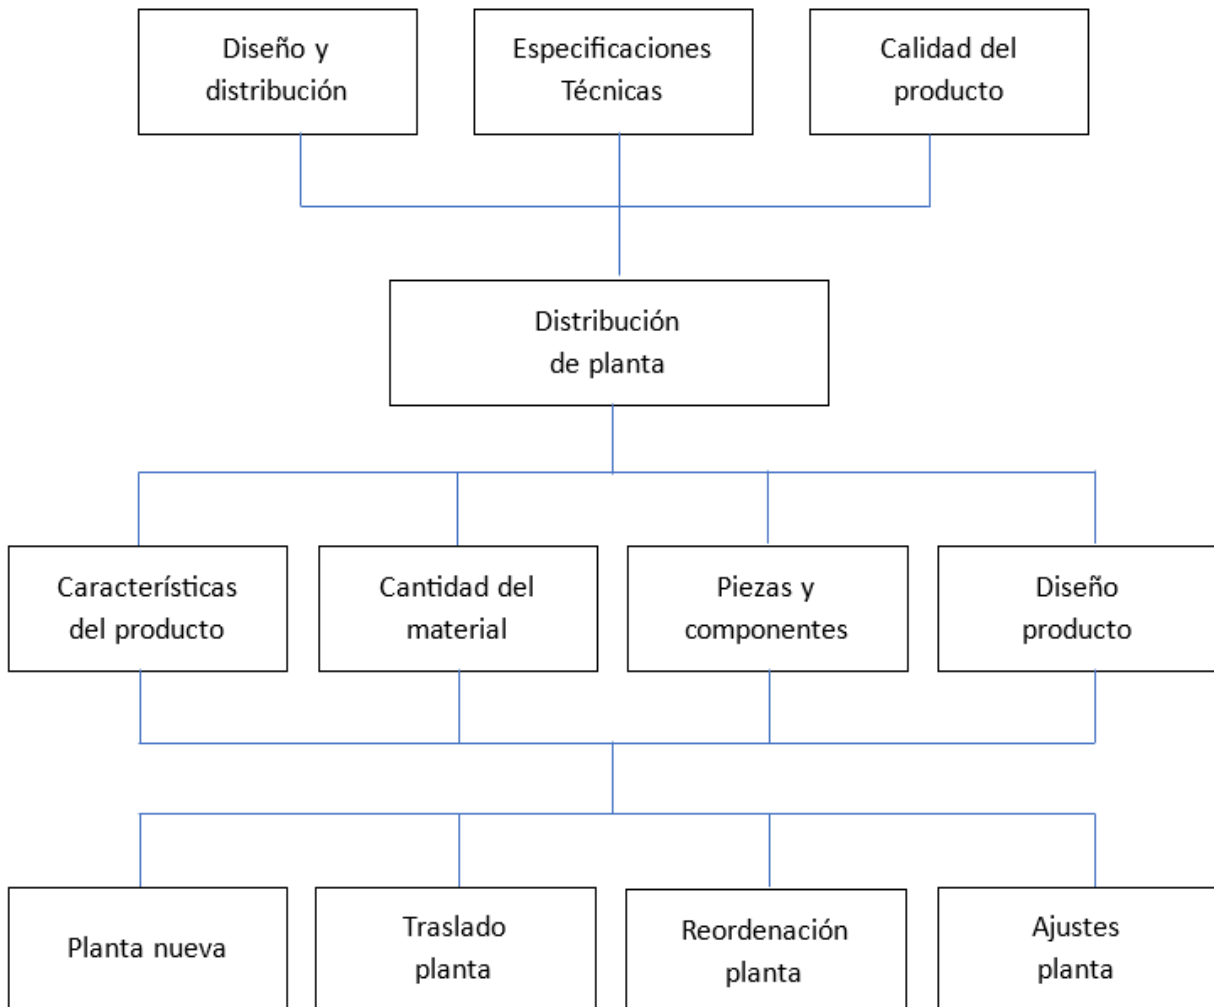 Diseño y
distribución
Especificaciones
Técnicas
Calidad del
producto
Distribución
de planta
Característicás
del producto
Cantidad del
material
Piezas y
componentes
Diseño
producto
Planta nueva
Traslado
planta
Reordenación
planta
Ajustes
planta